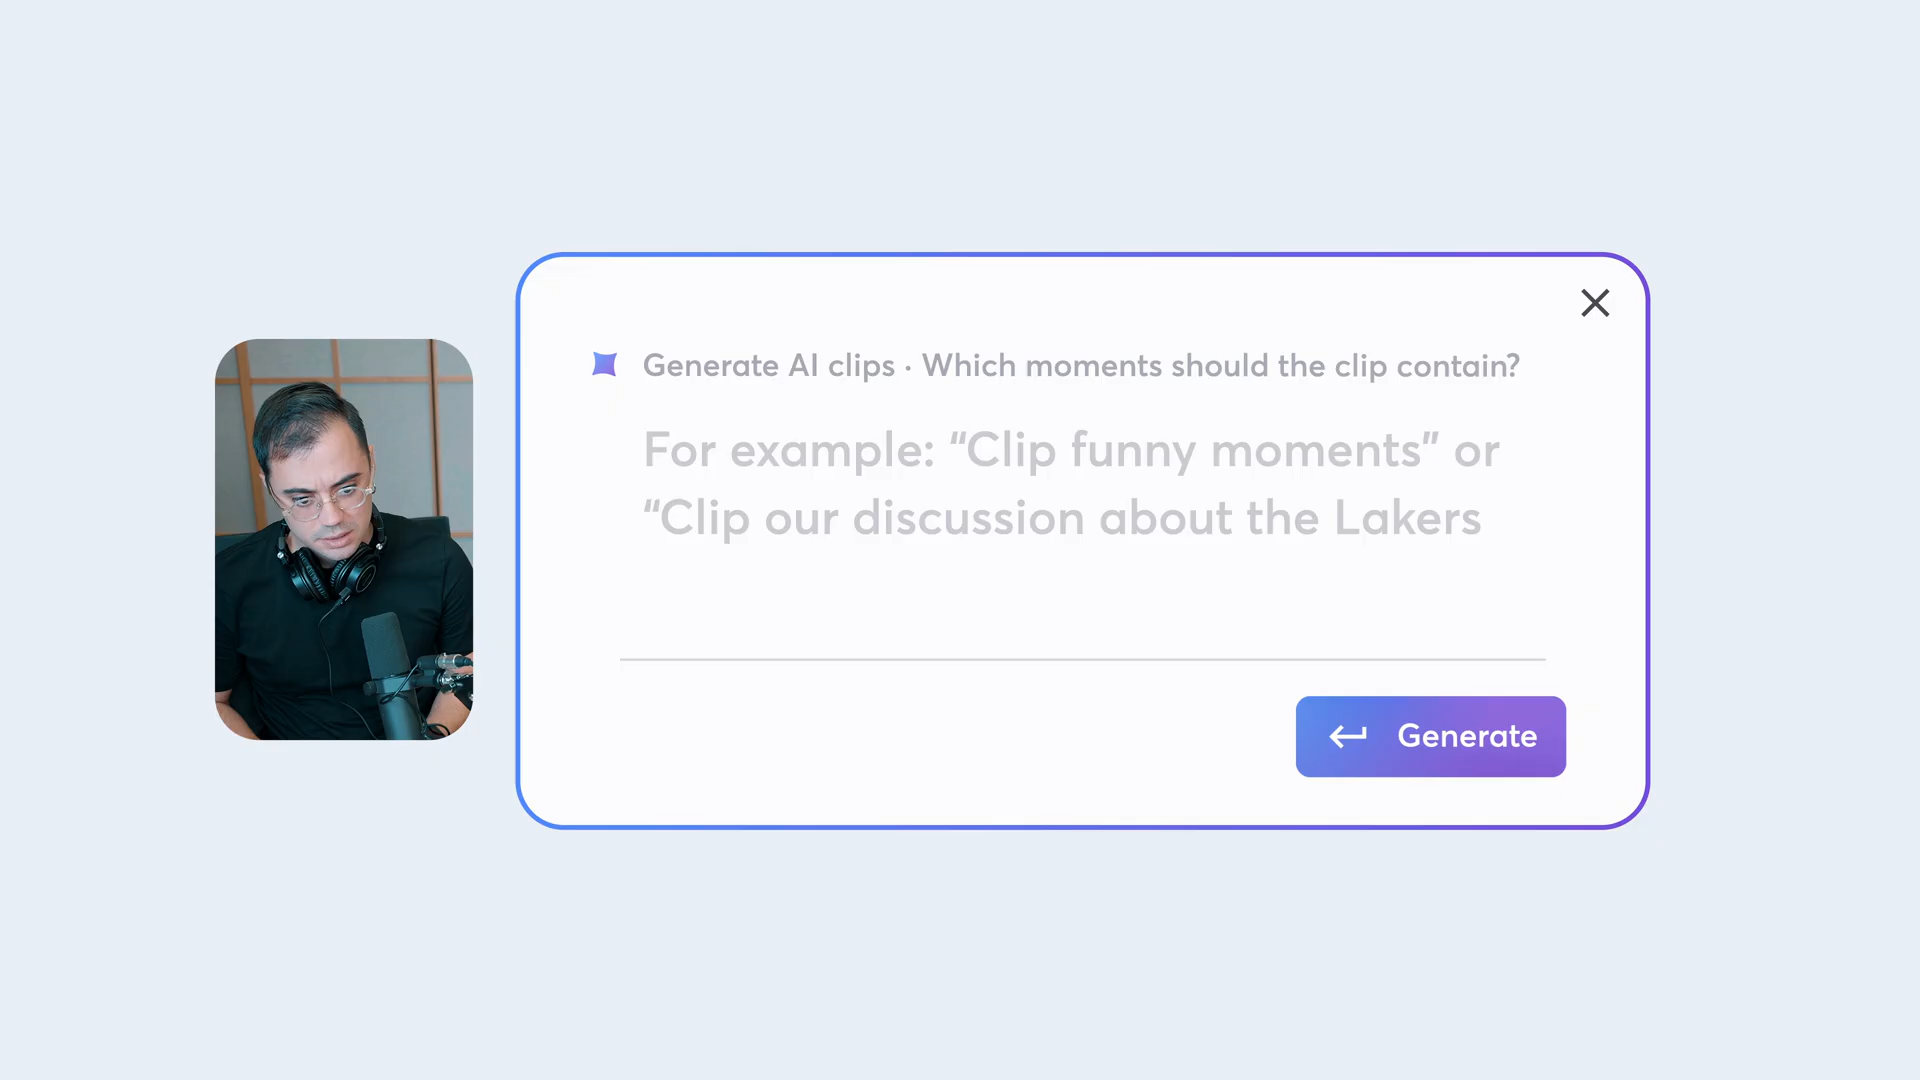 Generate AI clips · Which moments should the clip contain?
For example: “Clip funny moments” or
“Clip our discussion about the Lakers
Generate